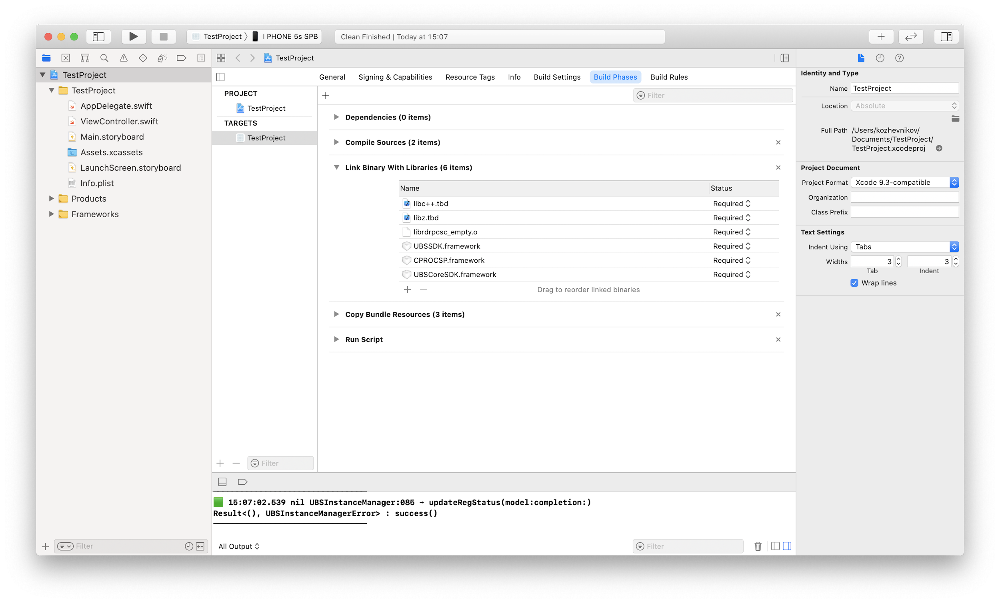 TestProject
I PHONE 5s SPB
Clean Finished | Today at 15:07
TestProject
TestProject
AppDelegate.swift
ViewController.swift
Main.storyboard
Assets.xcassets
LaunchScreen.storyboard
Info.plist
Products
Frameworks
Filter
TestProject
General
Signing & Capabilities
Resource Tags
Info
Build Settings
Build Phases
Build Rules
PROJECT
TestProject
TARGETS
TestProject
Filter
Filter
Dependencies (0 items)
Compile Sources (2 items)
Link Binary With Libraries (6 items)
Name Status
libc++.tbd Required
libz.tbd Required
librdrpcsc_empty.o Required
UBSSDK.framework Required
CPROCSP.framework Required
UBSCoreSDK.framework Required
Drag to reorder linked binaries
Copy Bundle Resources (3 items)
Run Script
15:07:02.539 nil UBSInstanceManager:085 - updateRegStatus(model:completion:)
Result<(), UBSInstanceManagerError> : success()
All Output
Filter
Identity and Type
Name TestProject
Location Absolute
Full Path /Users/kozhevnikov/
Documents/TestProject/
TestProject.xcodeproj
Project Document
Project Format Xcode 9.3-compatible
Organization
Class Prefix
Text Settings
Indent Using Tabs
Widths 3 3
Tab Indent
Wrap lines